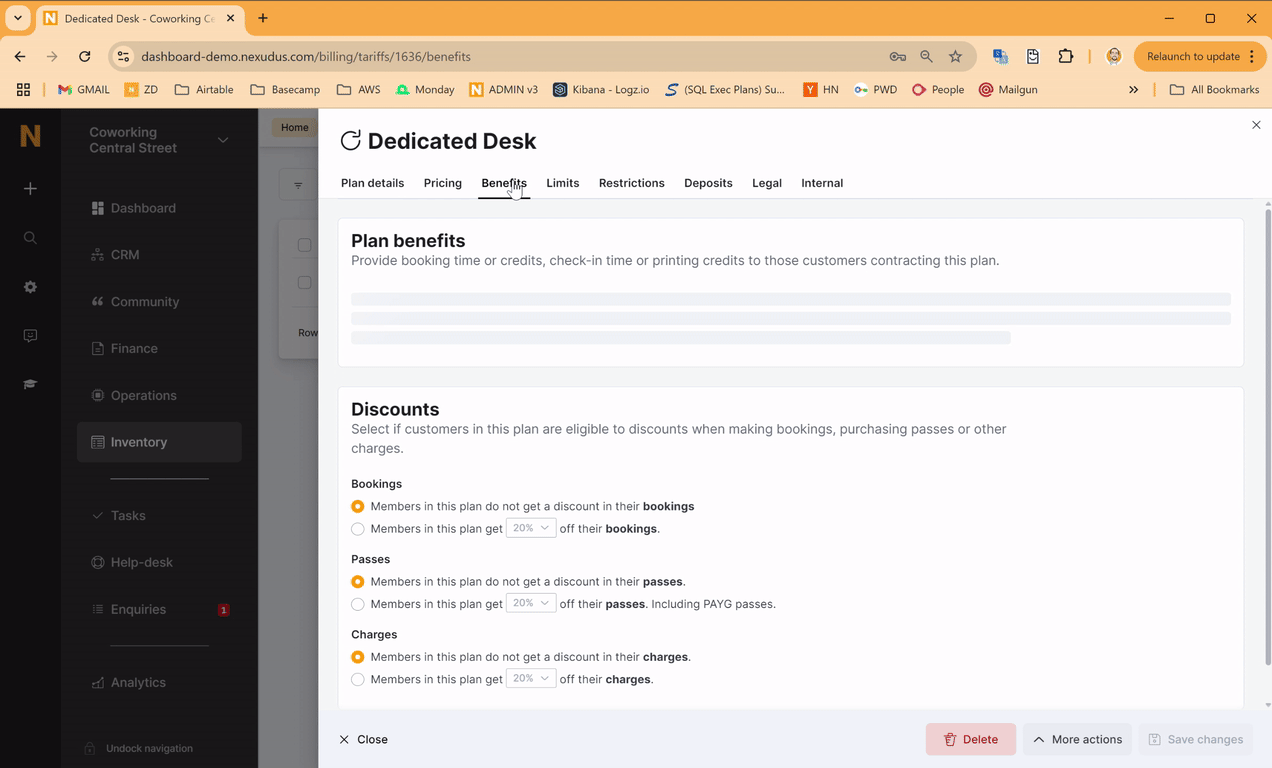 Dedicated Desk - Coworking Ce
dashboard-demo.nexudus.com/billing/tariffs/1636/benefits
Relaunch to update
GMAIL
ZD
Airtable
Basecamp
AWS
Monday
ADMIN v3
Kibana - Logz.io
(SQL Exec Plans) Su...
HN
PWD
People
Mailgun
All Bookmarks
N
Coworking
Central Street
Dashboard
CRM
Community
Finance
Operations
Inventory
Tasks
Help-desk
Enquiries 1
Analytics
Undock navigation
Home
Row
Dedicated Desk
Plan details Pricing Benefits Limits Restrictions Deposits Legal Internal
Plan benefits
Provide booking time or credits, check-in time or printing credits to those customers contracting this plan.
Discounts
Select if customers in this plan are eligible to discounts when making bookings, purchasing passes or other
charges.
Bookings
Members in this plan do not get a discount in their bookings
Members in this plan get 20% off their bookings.
Passes
Members in this plan do not get a discount in their passes.
Members in this plan get 20% off their passes. Including PAYG passes.
Charges
Members in this plan do not get a discount in their charges.
Members in this plan get 20% off their charges.
Close
Delete
More actions
Save changes